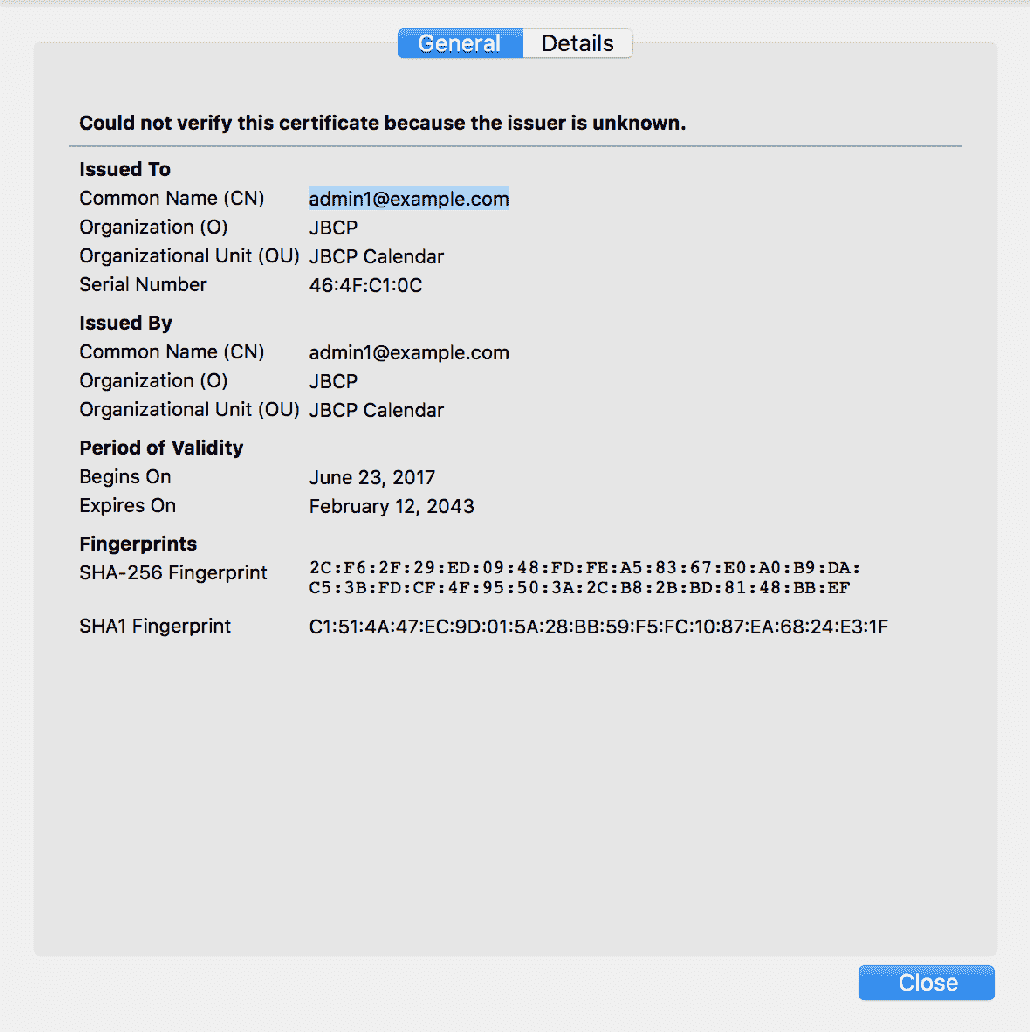 General Details
Could not verify this certificate because the issuer is unknown.
Issued To
Common Name (CN) admin1@example.com
Organization (O) JBCP
Organizational Unit (OU) JBCP Calendar
Serial Number 46:4F:C1:0C
Issued By
Common Name (CN) admin1@example.com
Organization (O) JBCP
Organizational Unit (OU) JBCP Calendar
Period of Validity
Begins On June 23, 2017
Expires On February 12, 2043
Fingerprints
SHA-256 Fingerprint 2C:F6:2F:29:ED:09:48:FD:FE:A5:83:67:E0:A0:B9:DA:
C5:3B:FD:CF:4F:95:50:3A:2C:B8:2B:BD:81:48:BB:EF
SHA1 Fingerprint C1:51:4A:47:EC:9D:01:5A:28:BB:59:F5:FC:10:87:EA:68:24:E3:1F
Close